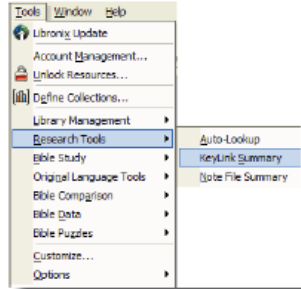 Tools Window Help
Libronix Update
Account Management...
Unlock Resources...
Define Collections...
Library Management
Research Tools
Auto-Lookup
Bible Study
KeyLink Summary
Original Language Tools
Note File Summary
Bible Comparison
Bible Data
Bible Puzzles
Customize...
Options